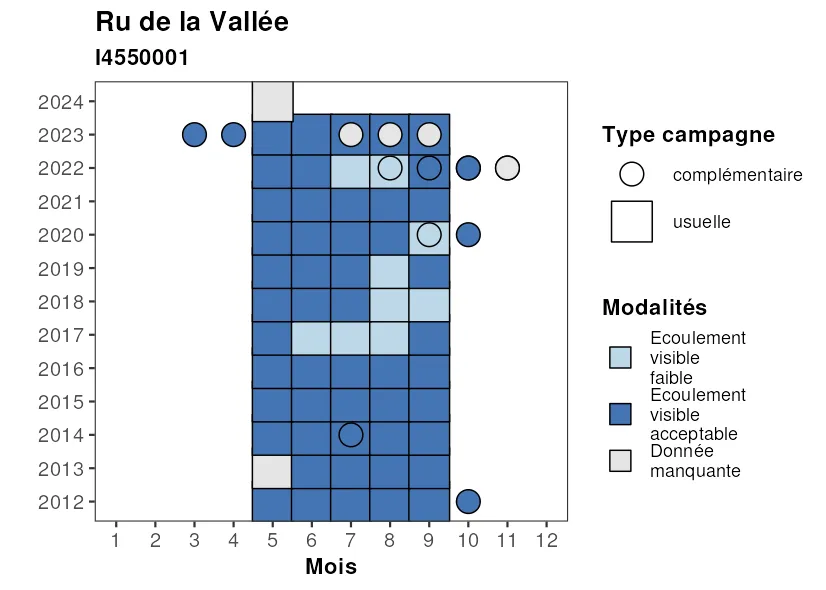 Ru de la Vallée
I4550001
2024
2023
2022
2021
2020
2019
2018
2017
2016
2015
2014
2013
2012
1 2 3 4 5 6 7 8 9 10 11 12
Mois
Type campagne
complémentaire
usuelle
Modalités
Ecoulement
visible
faible
Ecoulement
visible
acceptable
Donnée
manquante